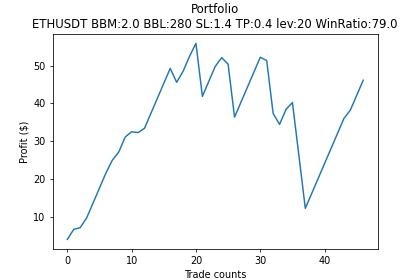 Portfolio
ETHUSDT BBM:2.0 BBL:280 SL:1.4 TP:0.4 lev:20 WinRatio:79.0
50
40
30
20
10
Profit ($)
0 10 20 30 40
Trade counts